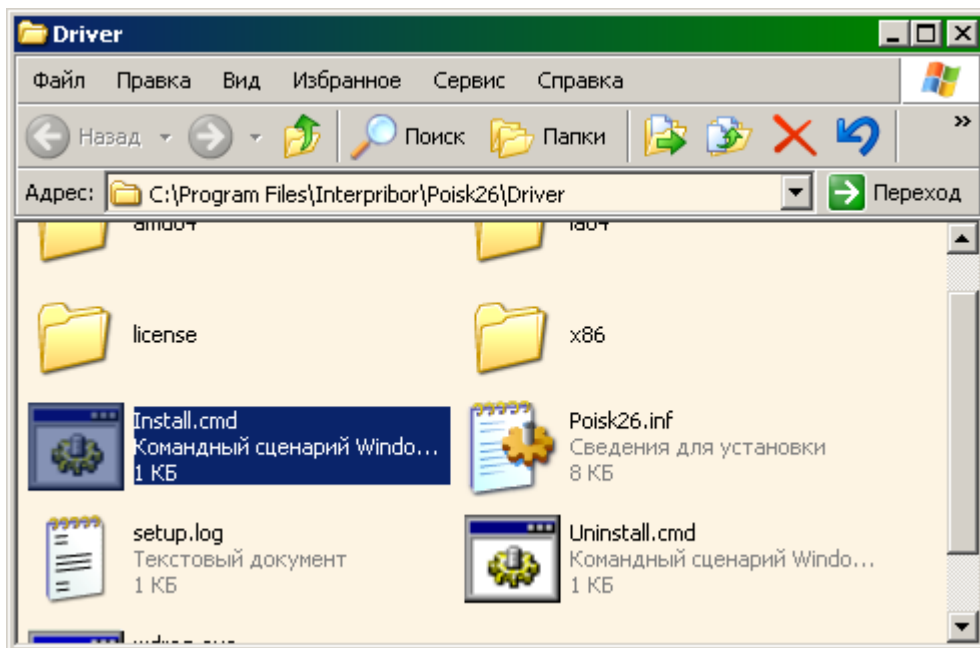 Driver
Файл Правка Вид Избранное Сервис Справка
Назад Поиск Папки »
Адрес: C:\Program Files\Interpribor\Poisk26\Driver Переход
amd64 ia64
license x86
Install.cmd
Командный сценарий Windo...
1 КБ
Poisk26.inf
Сведения для установки
8 КБ
setup.log
Текстовый документ
1 КБ
Uninstall.cmd
Командный сценарий Windo...
1 КБ